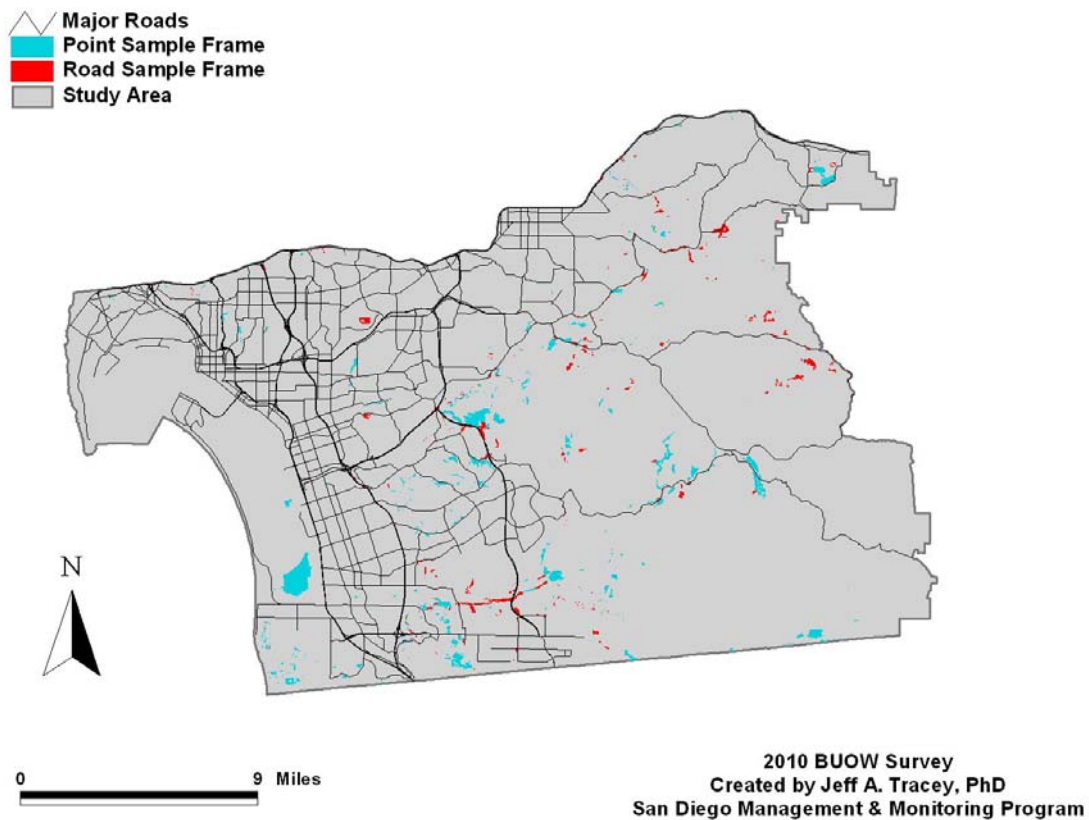 Major Roads
Point Sample Frame
Road Sample Frame
Study Area
N
0 9 Miles
2010 BUOW Survey
Created by Jeff A. Tracey, PhD
San Diego Management & Monitoring Program